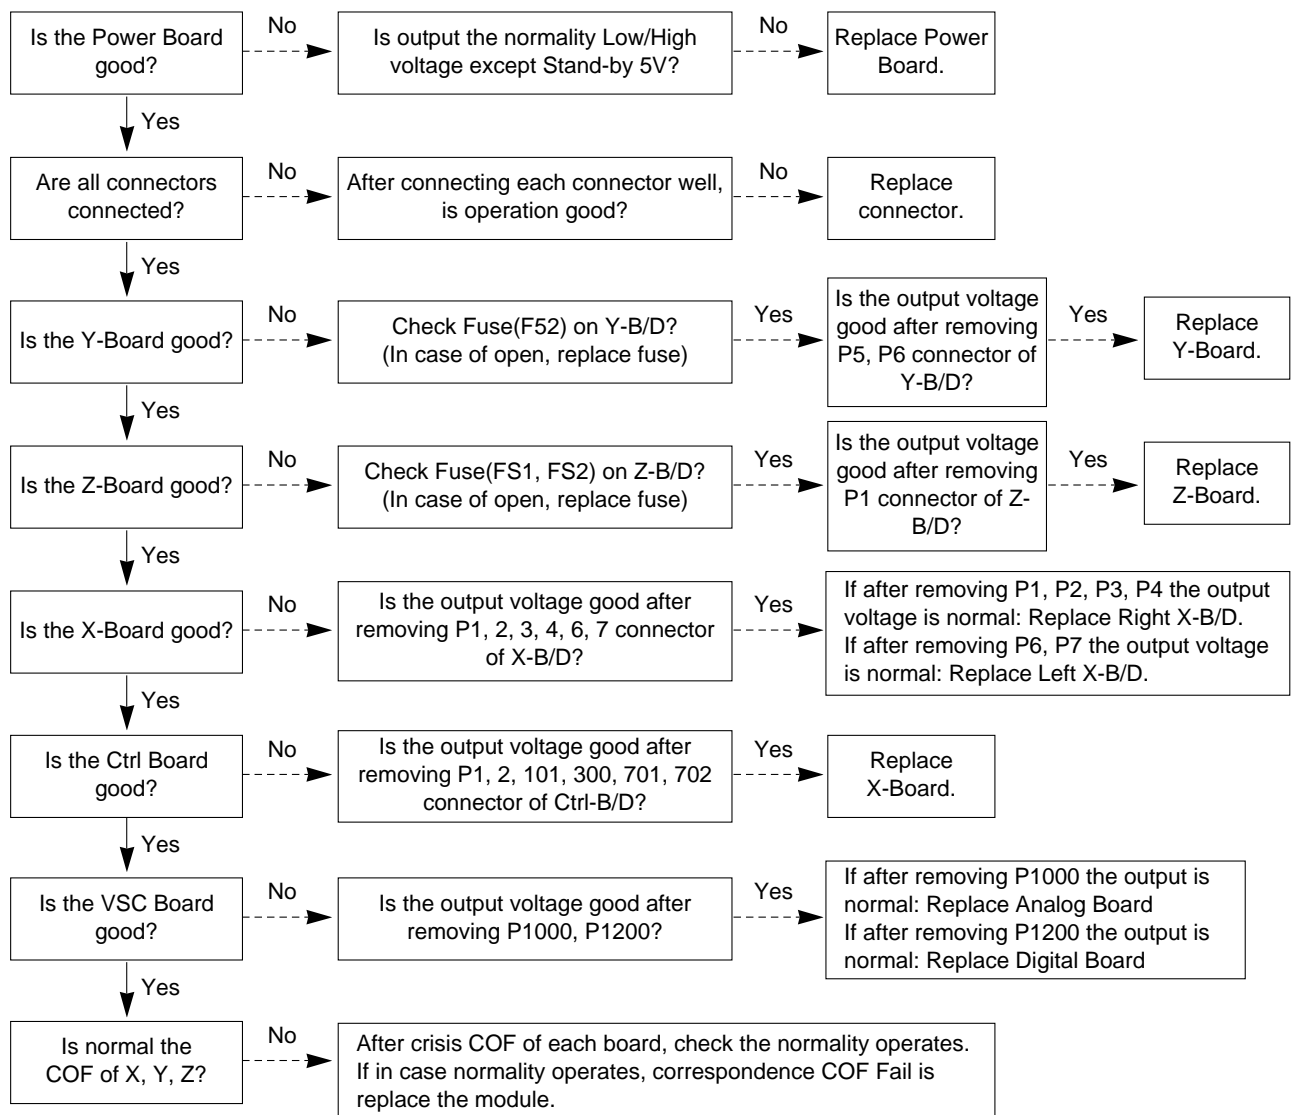 Is the Power Board
good?
No
Is output the normality Low/High
voltage except Stand-by 5V?
No
Replace Power
Board.
Yes
Are all connectors
connected?
No
After connecting each connector well,
is operation good?
No
Replace
connector.
Yes
Is the Y-Board good?
No
Check Fuse(F52) on Y-B/D?
(In case of open, replace fuse)
Yes
Is the output voltage
good after removing
P5, P6 connector of
Y-B/D?
Yes
Replace
Y-Board.
Yes
Is the Z-Board good?
No
Check Fuse(FS1, FS2) on Z-B/D?
(In case of open, replace fuse)
Yes
Is the output voltage
good after removing
P1 connector of Z-
B/D?
Yes
Replace
Z-Board.
Yes
Is the X-Board good?
No
Is the output voltage good after
removing P1, 2, 3, 4, 6, 7 connector
of X-B/D?
Yes
If after removing P1, P2, P3, P4 the output
voltage is normal: Replace Right X-B/D.
If after removing P6, P7 the output voltage
is normal: Replace Left X-B/D.
Yes
Is the Ctrl Board
good?
No
Is the output voltage good after
removing P1, 2, 101, 300, 701, 702
connector of Ctrl-B/D?
Yes
Replace
X-Board.
Yes
Is the VSC Board
good?
No
Is the output voltage good after
removing P1000, P1200?
Yes
If after removing P1000 the output is
normal: Replace Analog Board
If after removing P1200 the output is
normal: Replace Digital Board
Yes
Is normal the
COF of X, Y, Z?
No
After crisis COF of each board, check the normality operates.
If in case normality operates, correspondence COF Fail is
replace the module.